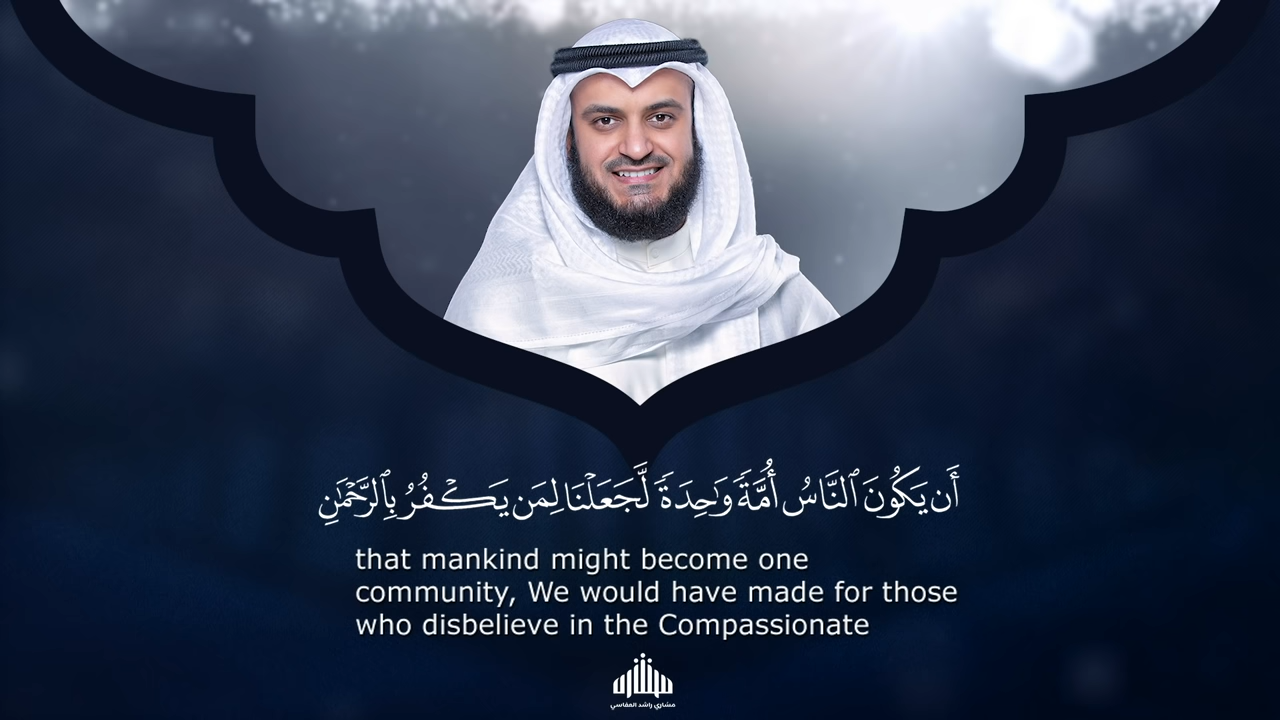 أَن يَكُونَ ٱلنَّاسُ أُمَّةٗ وَٰحِدَةٗ لَّجَعَلۡنَا لِمَن يَكۡفُرُ بِٱلرَّحۡمَٰنِ
that mankind might become one
community, We would have made for those
who disbelieve in the Compassionate
مشاري راشد العفاسي